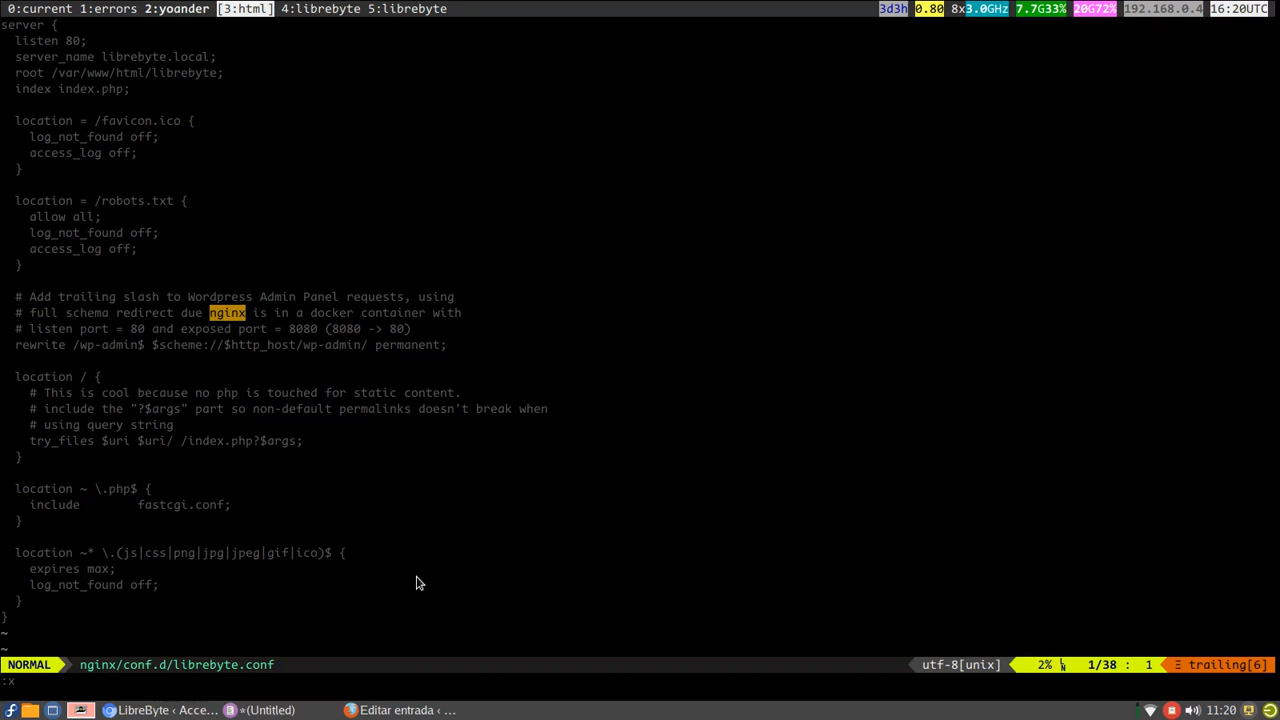 0:current 1:errors 2:yoander [3:html] 4:librebyte 5:librebyte 3d3h 0.80 8x3.0GHz 7.7G33% 20G72% 192.168.0.4 16:20UTC
server {
listen 80;
server_name librebyte.local;
root /var/www/html/librebyte;
index index.php;
location = /favicon.ico {
log_not_found off;
access_log off;
}
location = /robots.txt {
allow all;
log_not_found off;
access_log off;
}
# Add trailing slash to Wordpress Admin Panel requests, using
# full schema redirect due nginx is in a docker container with
# listen port = 80 and exposed port = 8080 (8080 -> 80)
rewrite /wp-admin$ $scheme://$http_host/wp-admin/ permanent;
location / {
# This is cool because no php is touched for static content.
# include the "?$args" part so non-default permalinks doesn't break when
# using query string
try_files $uri $uri/ /index.php?$args;
}
location ~ \.php$ {
include fastcgi.conf;
}
location ~* \.(js|css|png|jpg|jpeg|gif|ico)$ {
expires max;
log_not_found off;
}
}
~
~
NORMAL nginx/conf.d/librebyte.conf utf-8[unix] 2% 1/38 : 1 Ξ trailing[6]
:x
LibreByte ‹ Acce... *(Untitled) Editar entrada ‹ ... 11:20